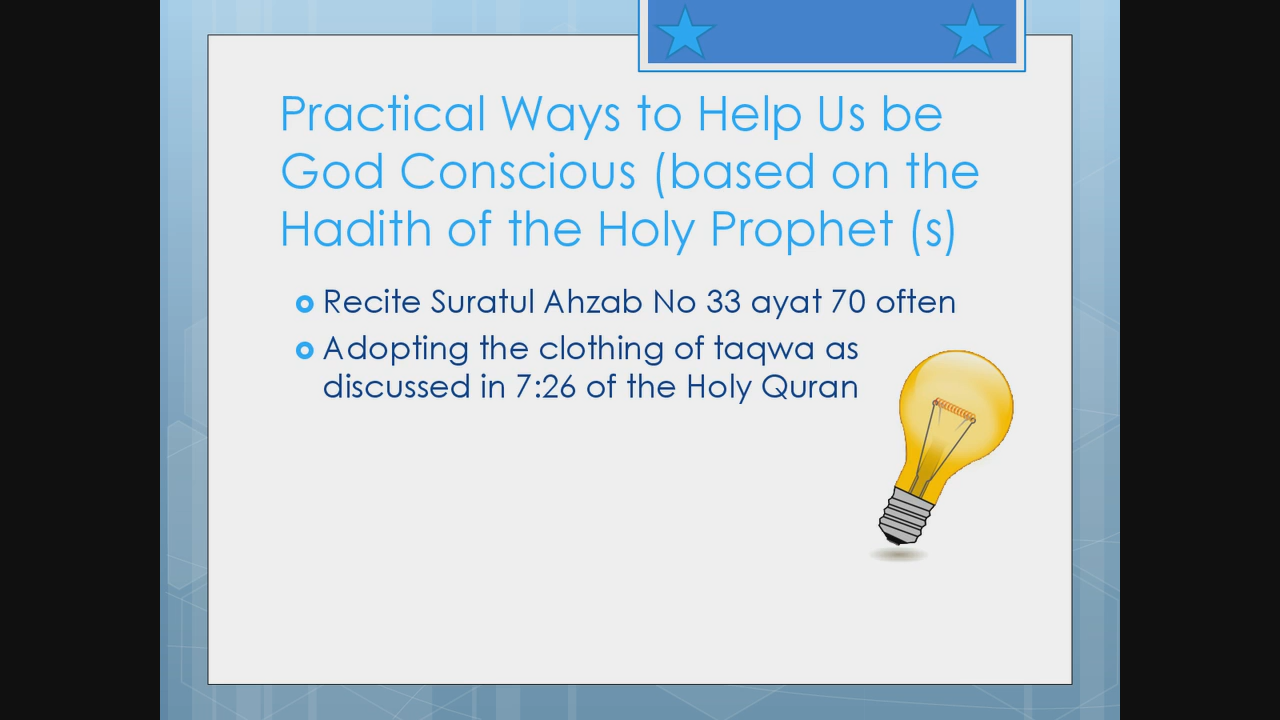 Practical Ways to Help Us be
God Conscious (based on the
Hadith of the Holy Prophet (s)
Recite Suratul Ahzab No 33 ayat 70 often
Adopting the clothing of taqwa as
discussed in 7:26 of the Holy Quran